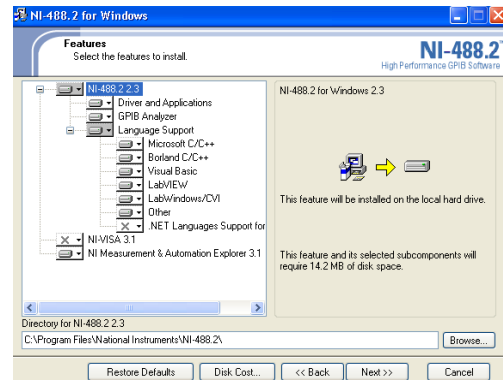 NI-488.2 for Windows
Features
Select the features to install.
NI-488.2™
High Performance GPIB Software
NI-488.2 2.3
Driver and Applications
GPIB Analyzer
Language Support
Microsoft C/C++
Borland C/C++
Visual Basic
LabVIEW
LabWindows/CVI
Other
.NET Languages Support for
NI-VISA 3.1
NI Measurement & Automation Explorer 3.1
NI-488.2 for Windows 2.3
This feature will be installed on the local hard drive.
This feature and its selected subcomponents will
require 14.2 MB of disk space.
Directory for NI-488.2 2.3
C:\Program Files\National Instruments\NI-488.2\
Browse...
Restore Defaults
Disk Cost...
<< Back
Next >>
Cancel